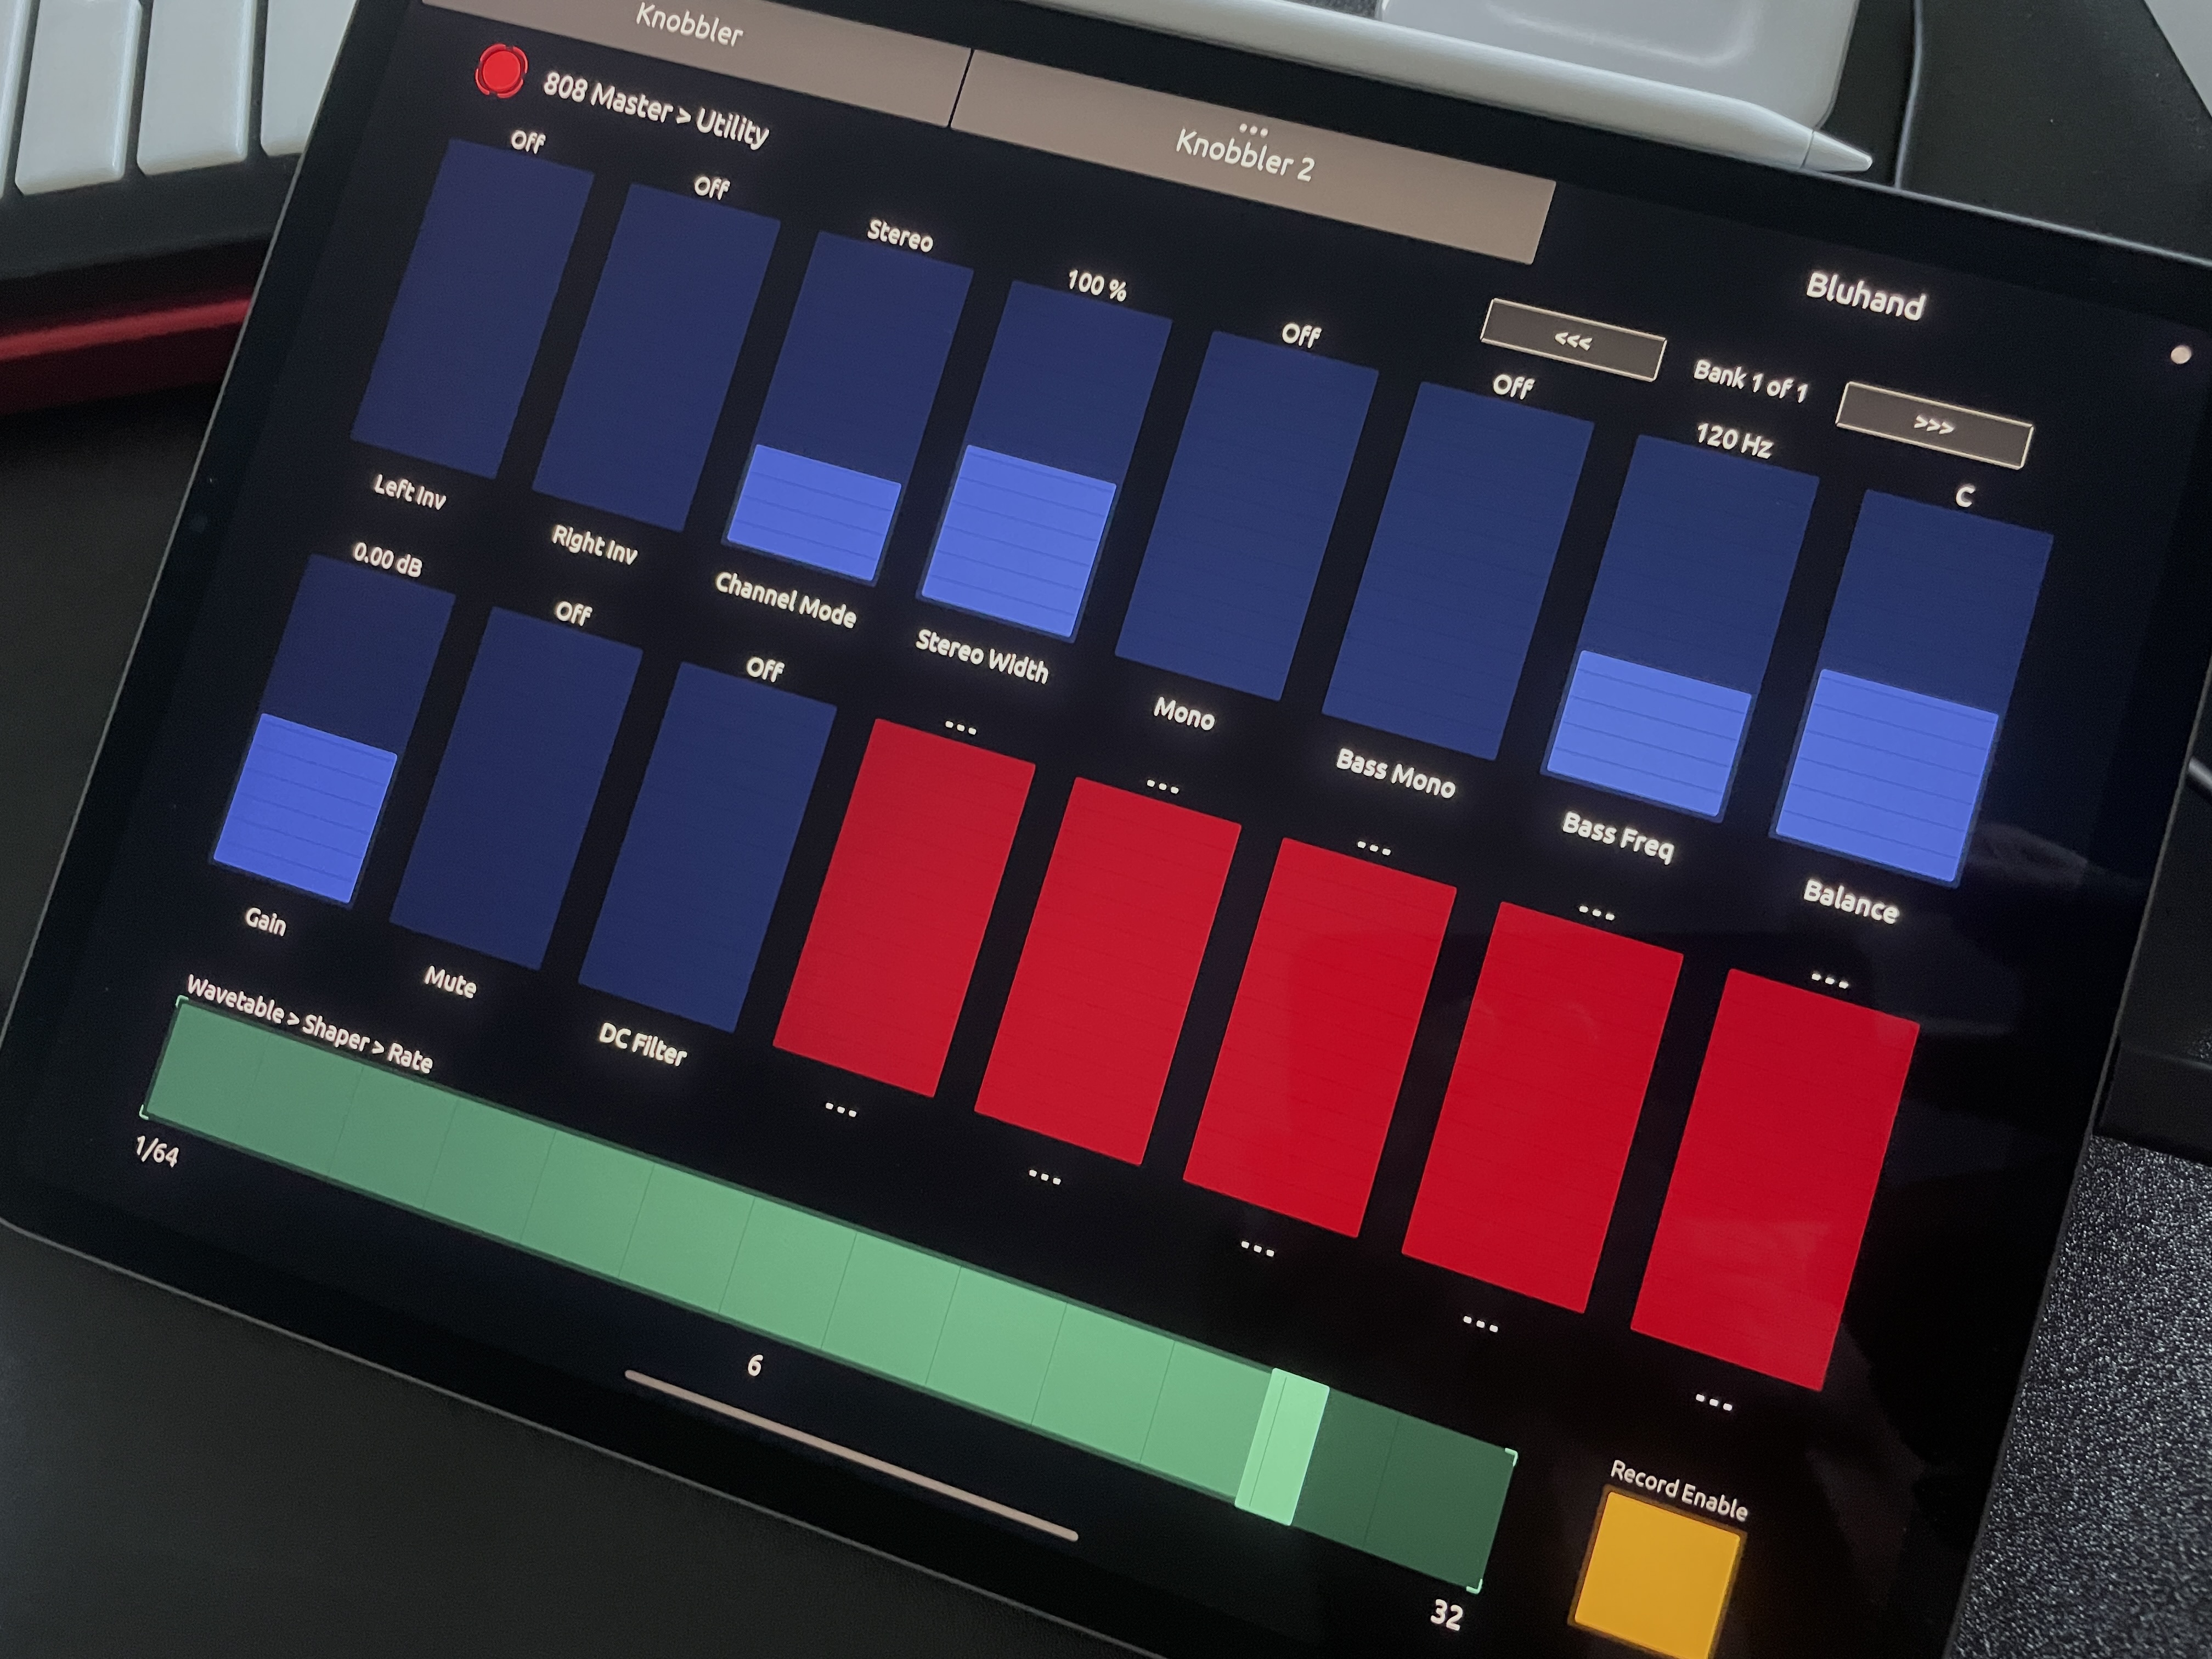 Knobbler
Knobbler 2
808 Master > Utility
Bluhand
<<<
Bank 1 of 1
>>>
Off
Off
Stereo
100 %
Off
Off
120 Hz
C
Left Inv
Right Inv
Channel Mode
Stereo Width
Mono
Bass Mono
Bass Freq
Balance
0.00 dB
Off
Off
---
---
---
---
---
Gain
Mute
DC Filter
---
---
---
---
---
Wavetable > Shaper > Rate
1/64
6
32
Record Enable